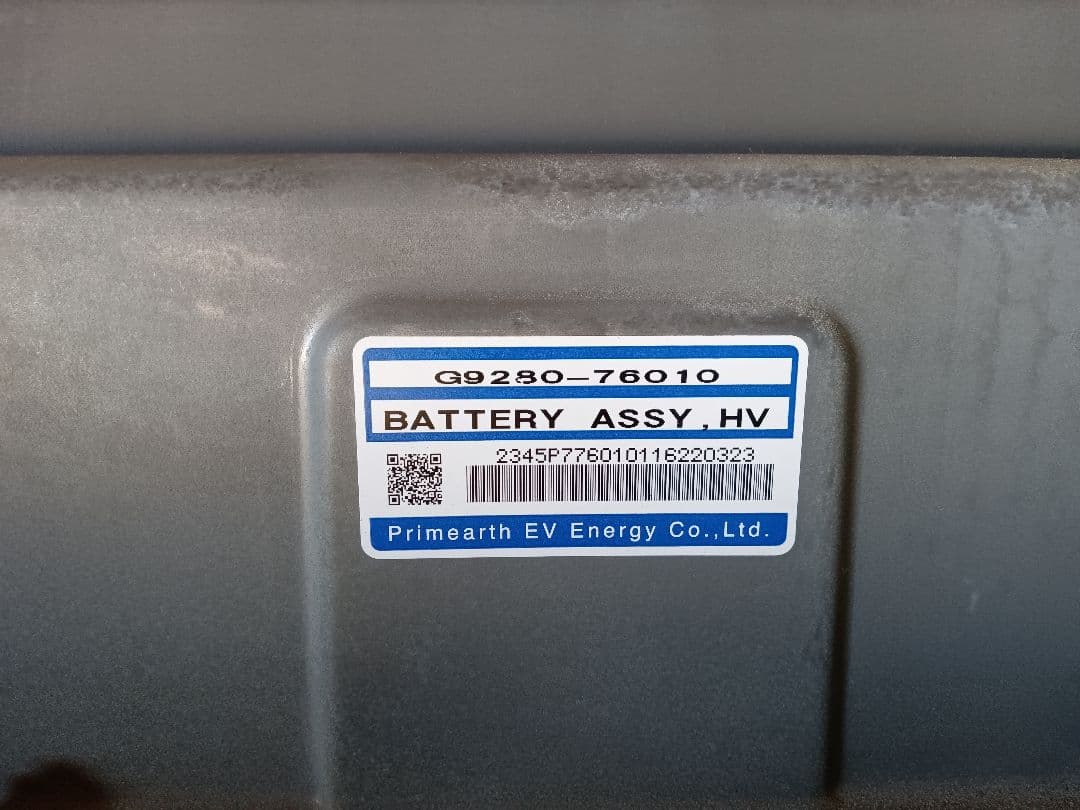 G9280-76010
BATTERY ASSY,HV
2345P776010116220323
Primearth EV Energy Co.,Ltd.